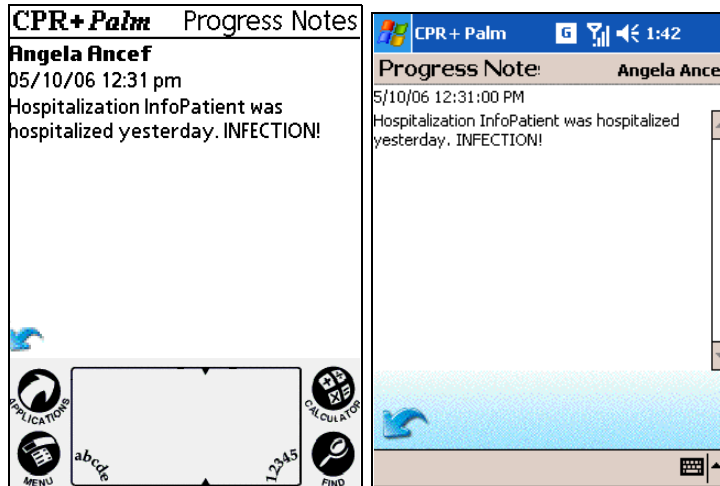 CPR+ Palm Progress Notes
Angela Ancef
05/10/06 12:31 pm
Hospitalization InfoPatient was
hospitalized yesterday. INFECTION!
APPLICATIONS
CALCULATOR
MENU
abcde
12345
FIND
CPR+ Palm G 1:42
Progress Note
Angela Ance
5/10/06 12:31:00 PM
Hospitalization InfoPatient was hospitalized
yesterday. INFECTION!